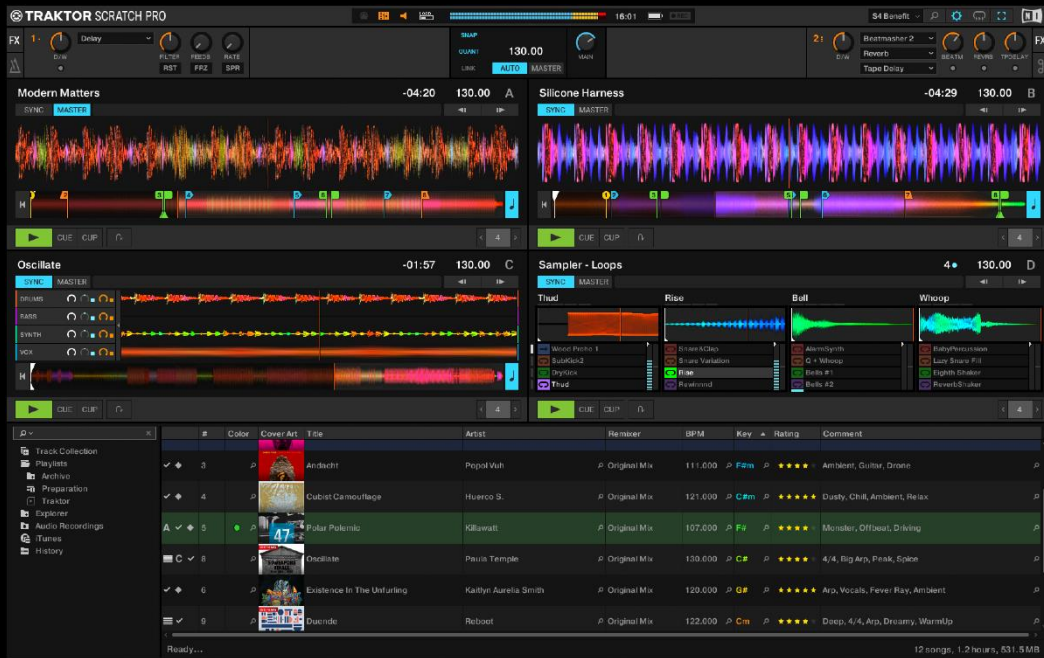 TRAKTOR SCRATCH PRO
16:01
S4 Benefit
FX 1 Delay
D/W FILTER FEEDB RATE
RST FRZ SPR
SNAP
QUANT 130.00
LINK AUTO MASTER
MAIN
2 Beatmasher 2
Reverb
Tape Delay
D/W BEATM REVRB TPDELAY
FX
Modern Matters -04:20 130.00 A
SYNC MASTER
CUE CUP 4
Silicone Harness -04:29 130.00 B
SYNC MASTER
CUE CUP 4
Oscillate -01:57 130.00 C
SYNC MASTER
DRUMS
BASS
SYNTH
VOX
CUE CUP 4
Sampler - Loops 4 130.00 D
SYNC MASTER
Thud Rise Bell Whoop
Wood Probe 1 Snare&Clap AlarmSynth BabyPercussion
SubKick2 Snare Variation G + Whoop Lazy Snare Fill
DryKick Rise Bells #1 Eighth Shaker
Thud Rewinnnd Bells #2 ReverbShaker
CUE CUP 4
Track Collection
Playlists
Archive
Preparation
Traktor
Explorer
Audio Recordings
iTunes
History
# Color Cover Art Title Artist Remixer BPM Key Rating Comment
3 Andacht Popol Vuh Original Mix 111.000 F#m Ambient, Guitar, Drone
4 Cubist Camouflage Huerco S. Original Mix 121.000 C#m Dusty, Chill, Ambient, Relax
A 5 47 Polar Polemic Killawatt Original Mix 107.000 F# Monster, Offbeat, Driving
C 8 Oscillate Paula Temple Original Mix 130.000 C# 4/4, Big Arp, Peak, Spice
6 Existence In The Unfurling Kaitlyn Aurelia Smith Original Mix 120.000 G# Arp, Vocals, Fever Ray, Ambient
9 Duende Reboot Original Mix 122.000 Cm Deep, 4/4, Arp, Dreamy, WarmUp
Ready... 12 songs, 1.2 hours, 531.5 MB